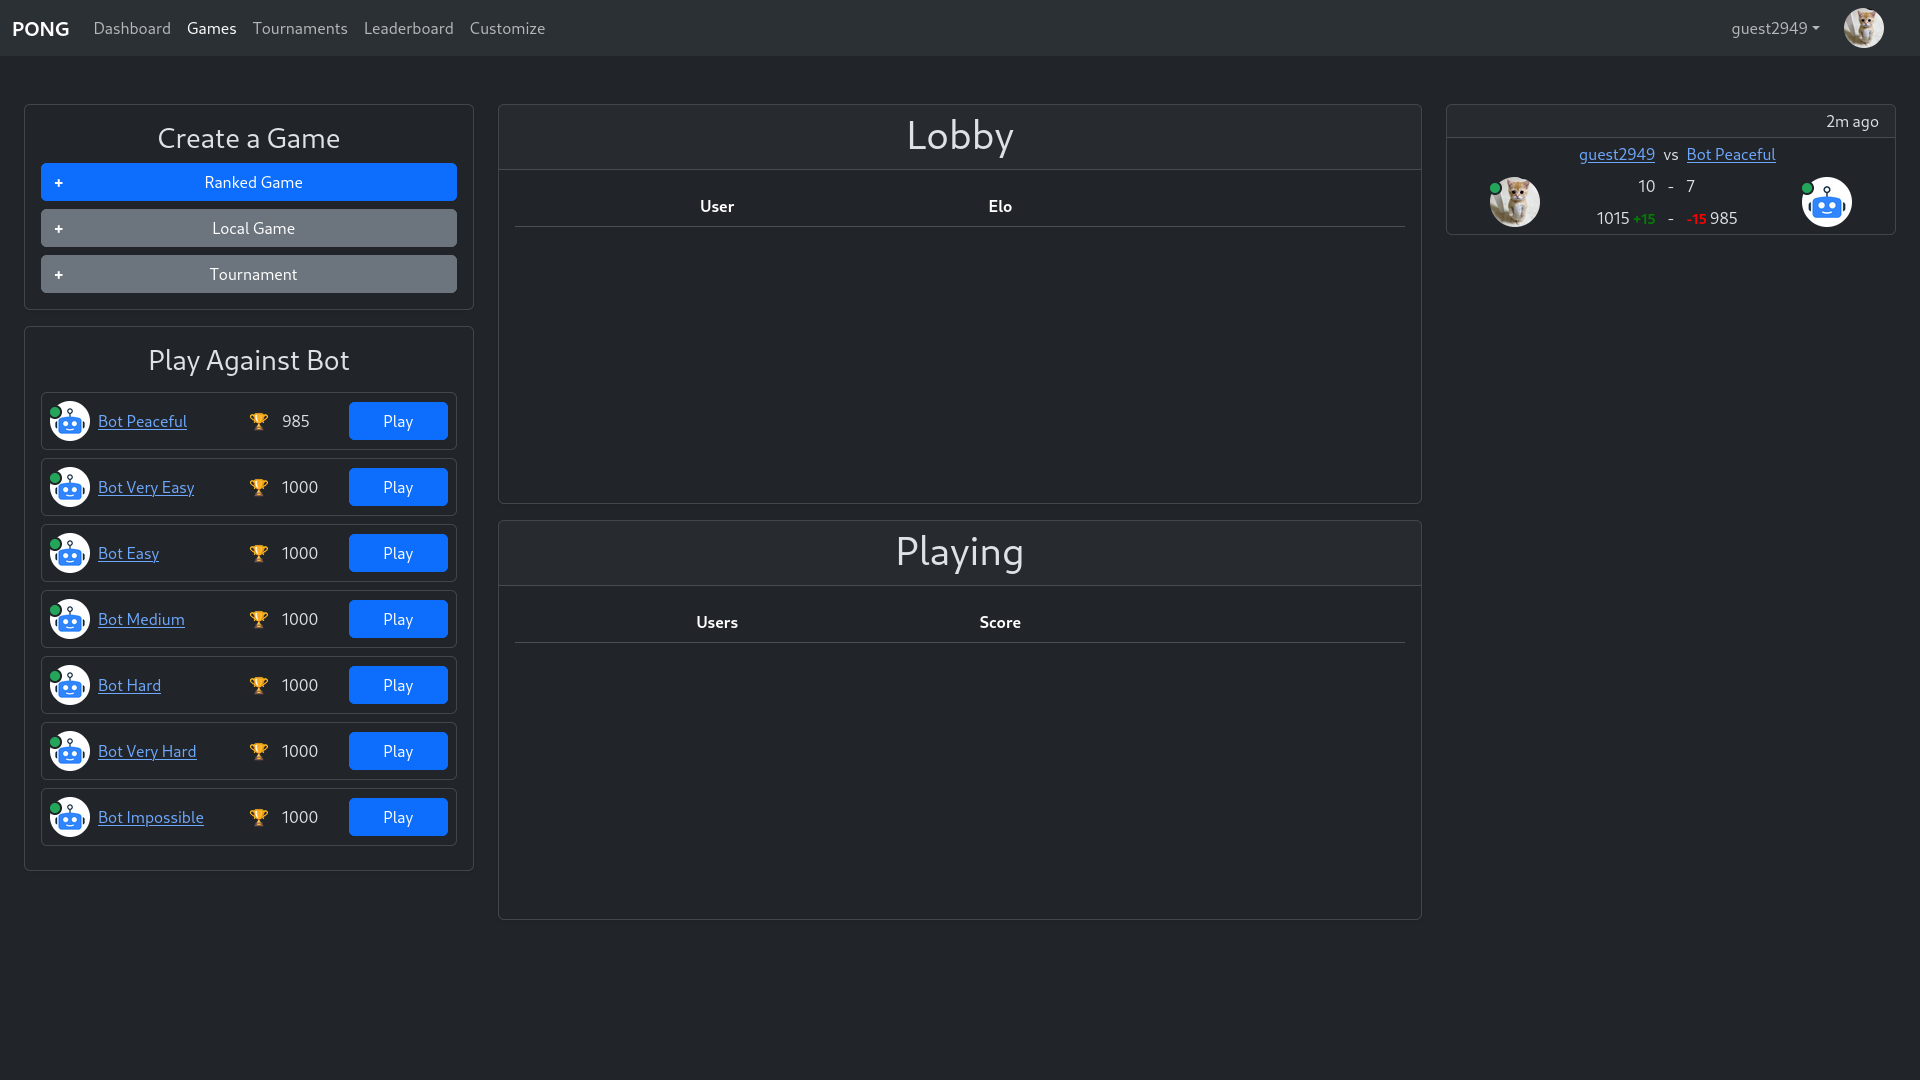 PONG Dashboard Games Tournaments Leaderboard Customize guest2949
Create a Game
+ Ranked Game
+ Local Game
+ Tournament
Play Against Bot
Bot Peaceful 🏆 985 Play
Bot Very Easy 🏆 1000 Play
Bot Easy 🏆 1000 Play
Bot Medium 🏆 1000 Play
Bot Hard 🏆 1000 Play
Bot Very Hard 🏆 1000 Play
Bot Impossible 🏆 1000 Play
Lobby
User Elo
Playing
Users Score
2m ago
guest2949 vs Bot Peaceful
10 - 7
1015 +15 - -15 985